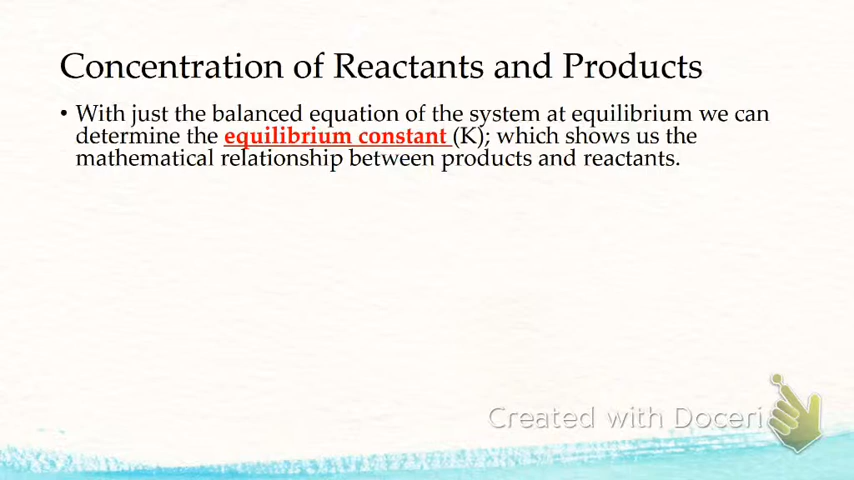 Concentration of Reactants and Products
• With just the balanced equation of the system at equilibrium we can
determine the equilibrium constant (K); which shows us the
mathematical relationship between products and reactants.
Created with Doceri